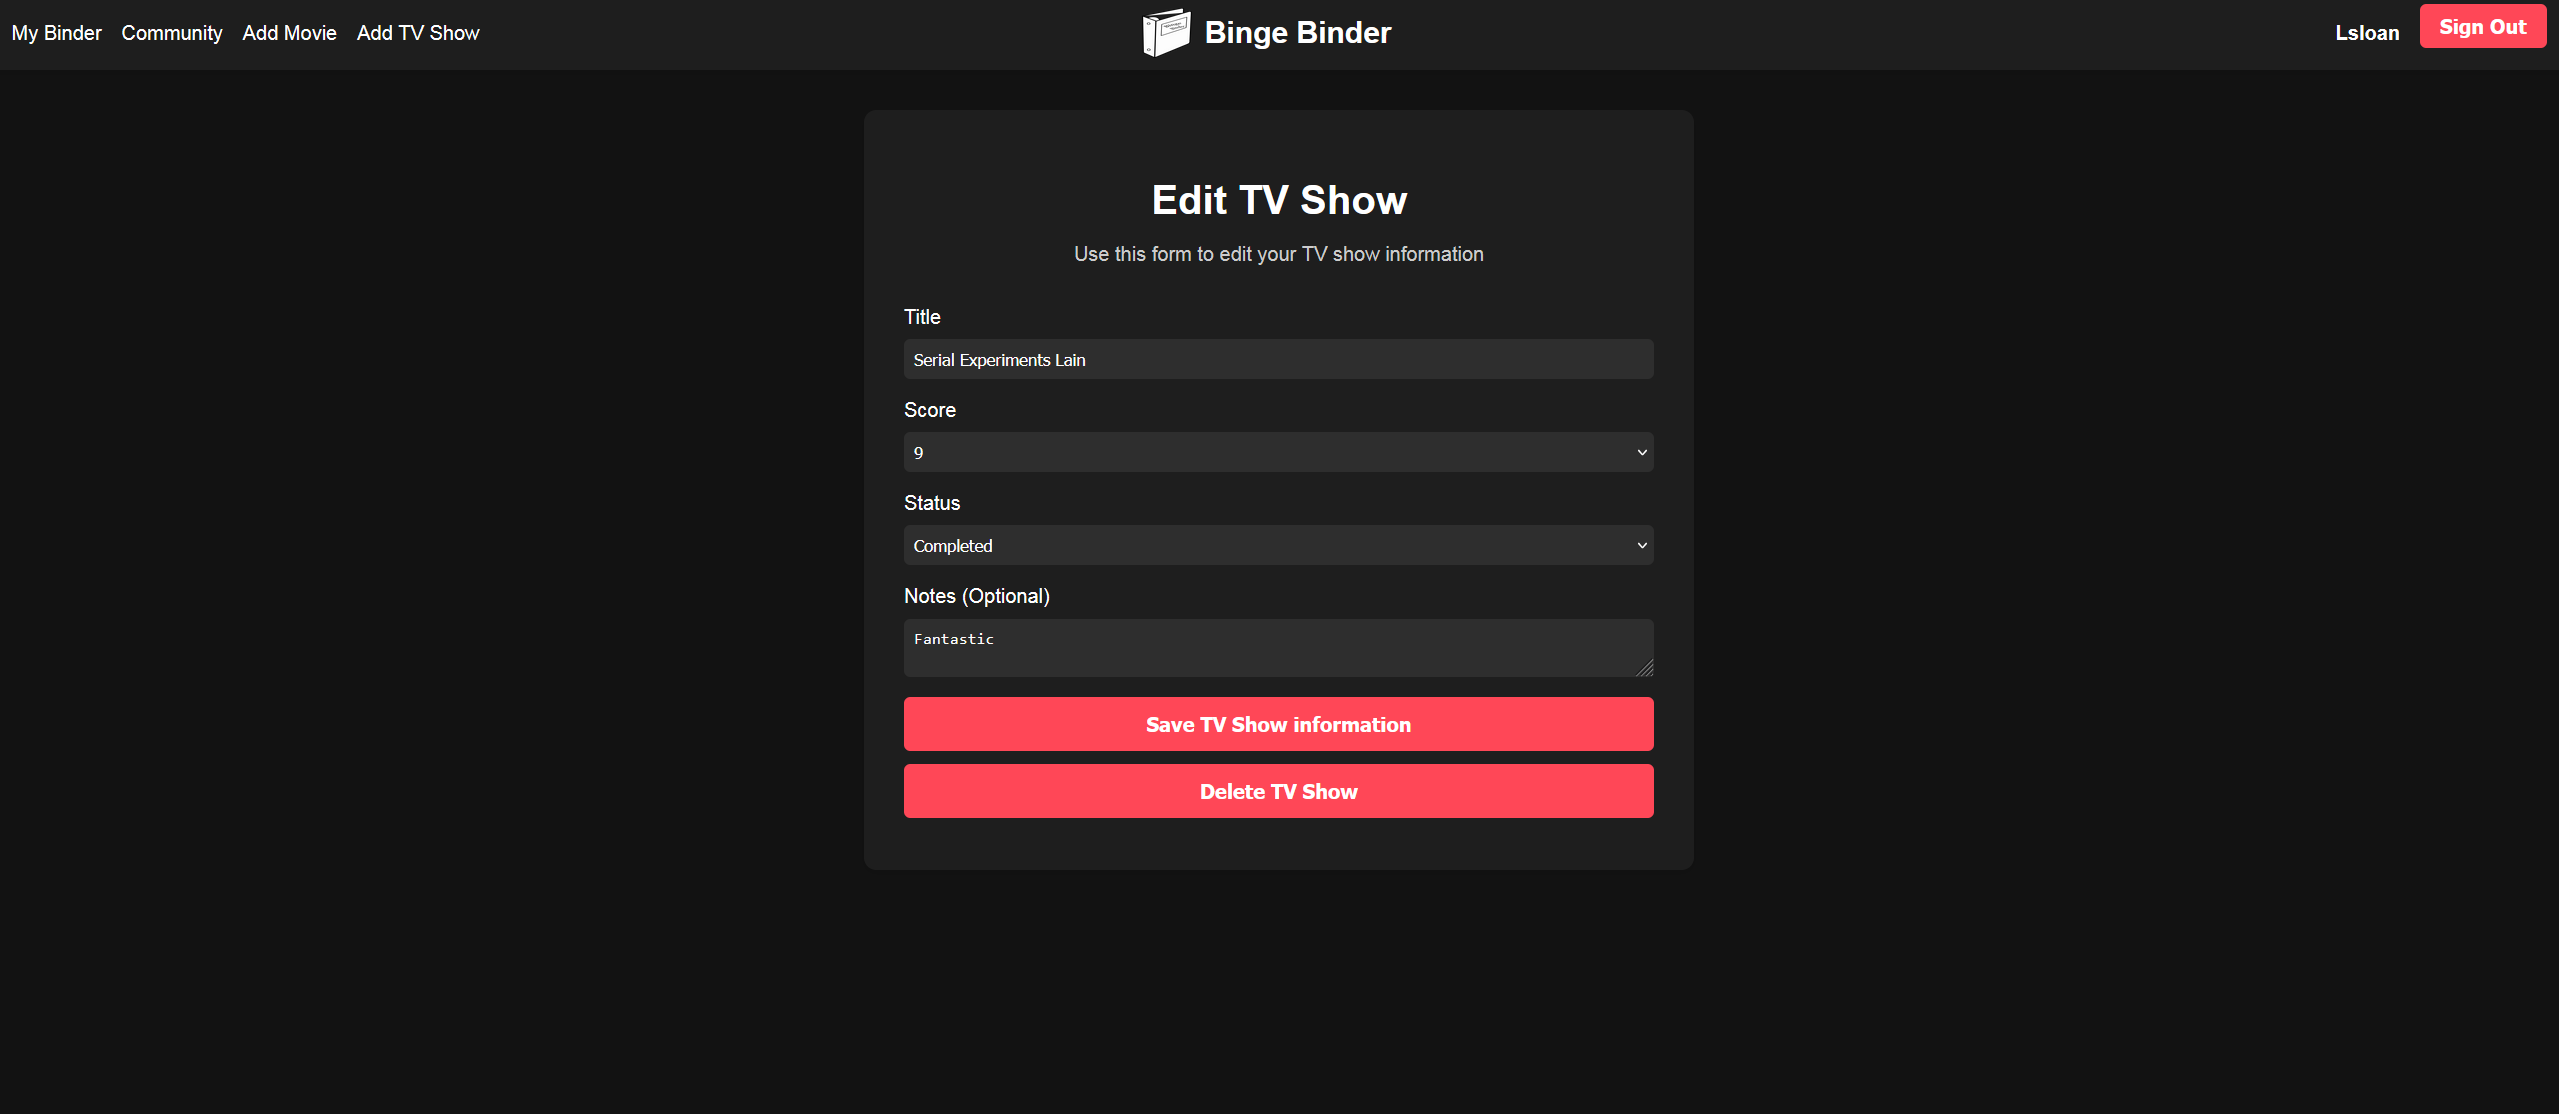 My Binder Community Add Movie Add TV Show
Binge Binder
Lsloan
Sign Out
Edit TV Show
Use this form to edit your TV show information
Title
Serial Experiments Lain
Score
9
Status
Completed
Notes (Optional)
Fantastic
Save TV Show information
Delete TV Show